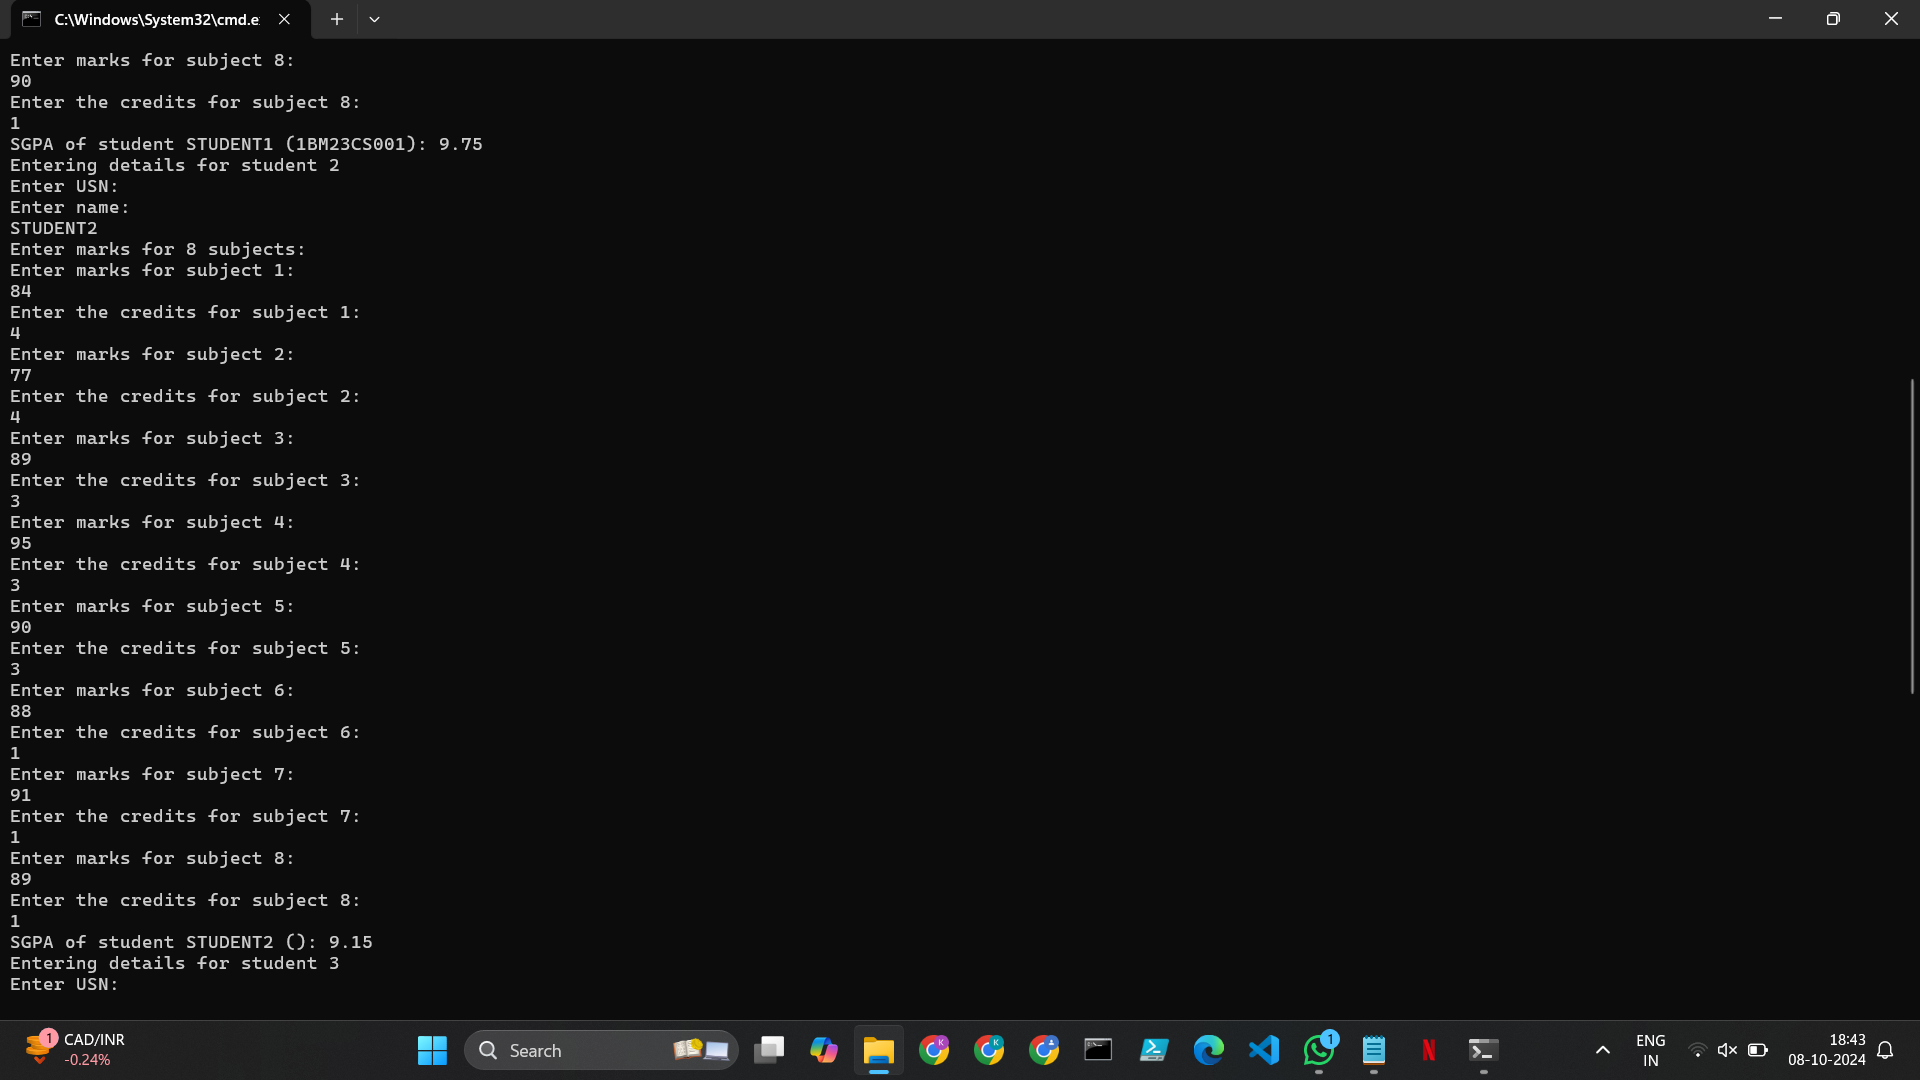 C:\Windows\System32\cmd.e
Enter marks for subject 8:
90
Enter the credits for subject 8:
1
SGPA of student STUDENT1 (1BM23CS001): 9.75
Entering details for student 2
Enter USN:
Enter name:
STUDENT2
Enter marks for 8 subjects:
Enter marks for subject 1:
84
Enter the credits for subject 1:
4
Enter marks for subject 2:
77
Enter the credits for subject 2:
4
Enter marks for subject 3:
89
Enter the credits for subject 3:
3
Enter marks for subject 4:
95
Enter the credits for subject 4:
3
Enter marks for subject 5:
90
Enter the credits for subject 5:
3
Enter marks for subject 6:
88
Enter the credits for subject 6:
1
Enter marks for subject 7:
91
Enter the credits for subject 7:
1
Enter marks for subject 8:
89
Enter the credits for subject 8:
1
SGPA of student STUDENT2 (): 9.15
Entering details for student 3
Enter USN:
1
CAD/INR
-0.24%
Search
K
K
1
N
ENG
IN
18:43
08-10-2024